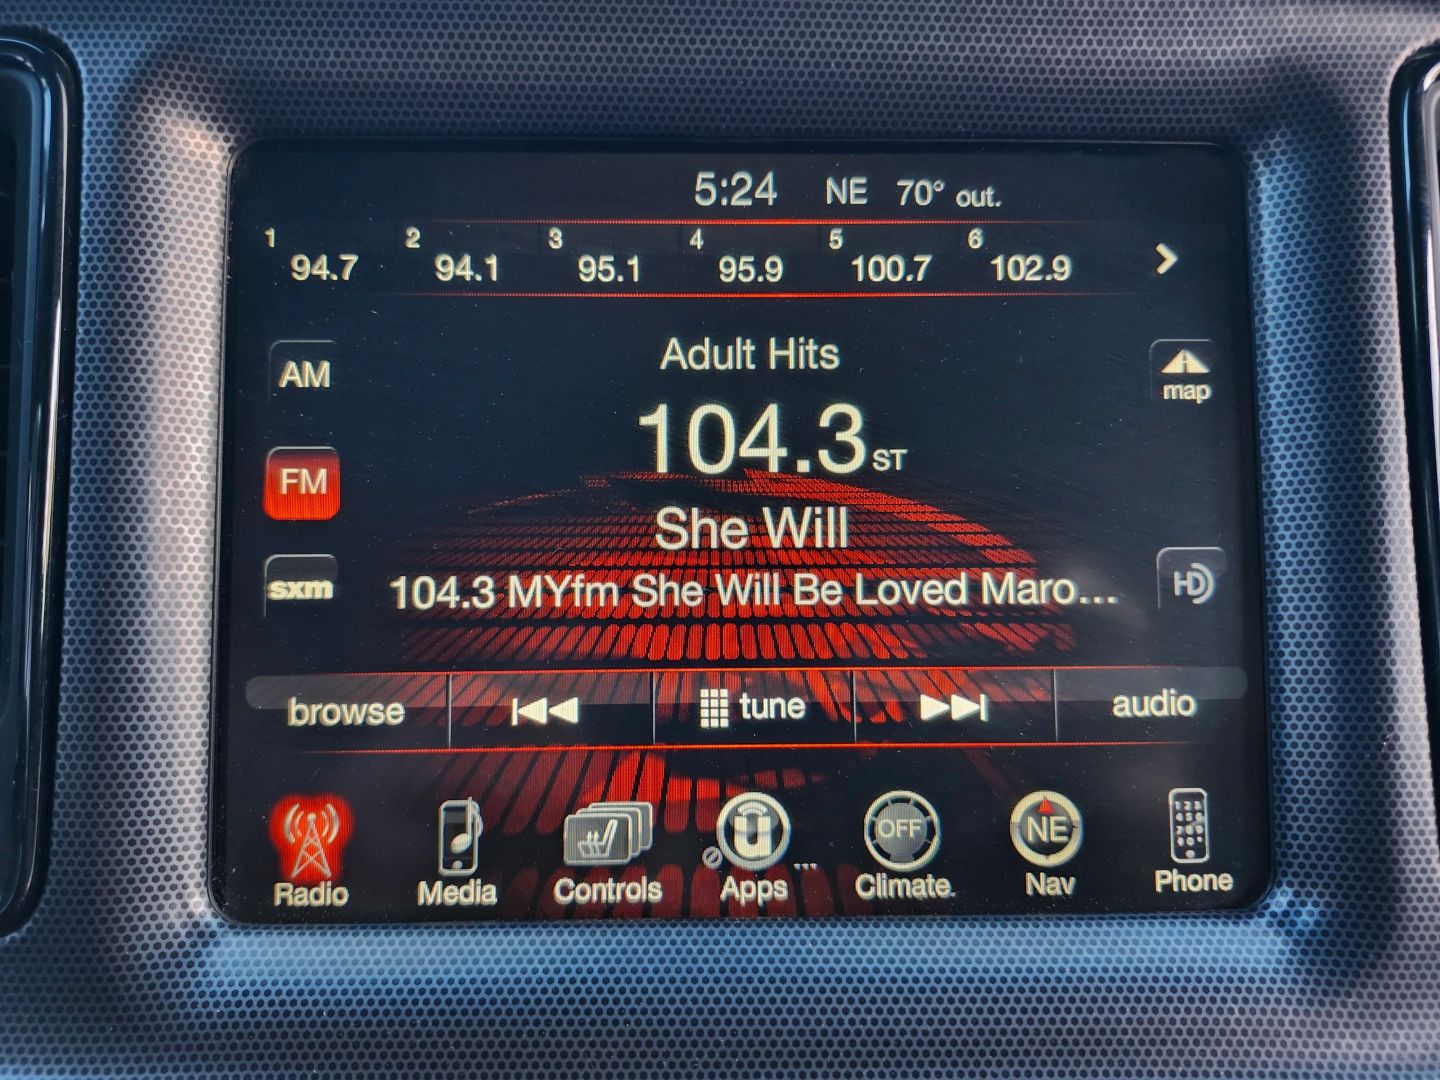 5:24 NE 70° out.
1 94.7 2 94.1 3 95.1 4 95.9 5 100.7 6 102.9
Adult Hits
AM
map
104.3 ST
FM
She Will
sxm
104.3 MYfm She Will Be Loved Maro...
HD
browse tune audio
OFF
NE
Radio Media Controls Apps ... Climate Nav Phone